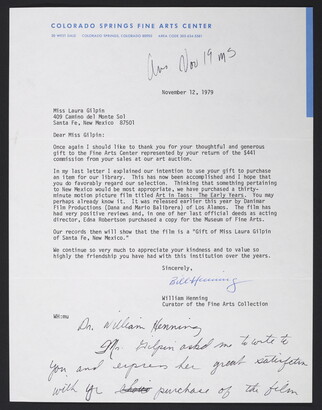 COLORADO SPRINGS FINE ARTS CENTER
30 WEST DALE COLORADO SPRINGS, COLORADO 80903 AREA CODE 303 634-5581
Ans Nov 19 ms
November 12, 1979
Miss Laura Gilpin
409 Camino del Monte Sol
Santa Fe, New Mexico 87501
Dear Miss Gilpin:
Once again I should like to thank you for your thoughtful and generous
gift to the Fine Arts Center represented by your return of the $441
commission from your sales at our art auction.
In my last letter I explained our intention to use your gift to purchase
an item for our library. This has been accomplished and I hope that
you do favorably regard our selection. Thinking that something pertaining
to New Mexico would be most appropriate, we have purchased a thirty-
minute motion picture film titled Art in Taos: The Early Years. You may
perhaps already know it. It was released earlier this year by Danimar
Film Productions (Dana and Mario Balibrera) of Los Alamos. The film has
had very positive reviews and, in one of her last official deeds as acting
director, Edna Robertson purchased a copy for the Museum of Fine Arts.
Our records then will show that the film is a "Gift of Miss Laura Gilpin
of Santa Fe, New Mexico."
We continue so very much to appreciate your kindness and to value so
highly the friendship you have had with this institution over the years.
Sincerely,
Bill Henning
William Henning
Curator of the Fine Arts Collection
WH:mw
Dr. William Henning
Gilpin asked me to write to
you and express her great satisfaction
with yr purchase of the film